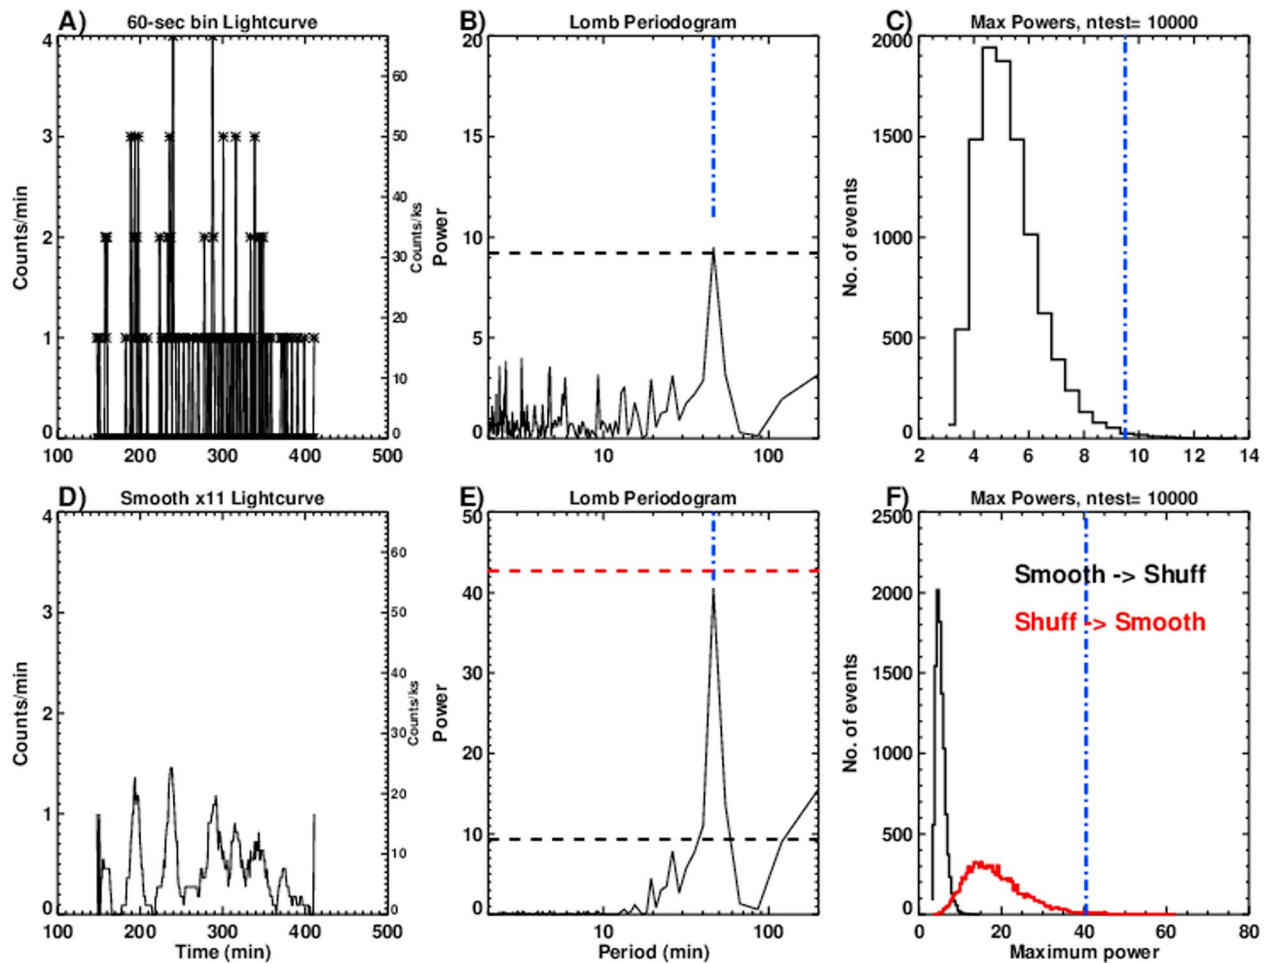 A) 60-sec bin Lightcurve
4
3
2
1
0
Counts/min
60
50
40
30
20
10
0
Counts/ks
100 200 300 400 500
B) Lomb Periodogram
20
15
10
5
0
Power
10 100
C) Max Powers, ntest= 10000
2000
1500
1000
500
0
No. of events
2 4 6 8 10 12 14
D) Smooth x11 Lightcurve
4
3
2
1
0
Counts/min
60
50
40
30
20
10
0
Counts/ks
100 200 300 400 500
Time (min)
E) Lomb Periodogram
50
40
30
20
10
0
Power
10 100
Period (min)
F) Max Powers, ntest= 10000
2500
2000
1500
1000
500
0
No. of events
Smooth -> Shuff
Shuff -> Smooth
0 20 40 60 80
Maximum power